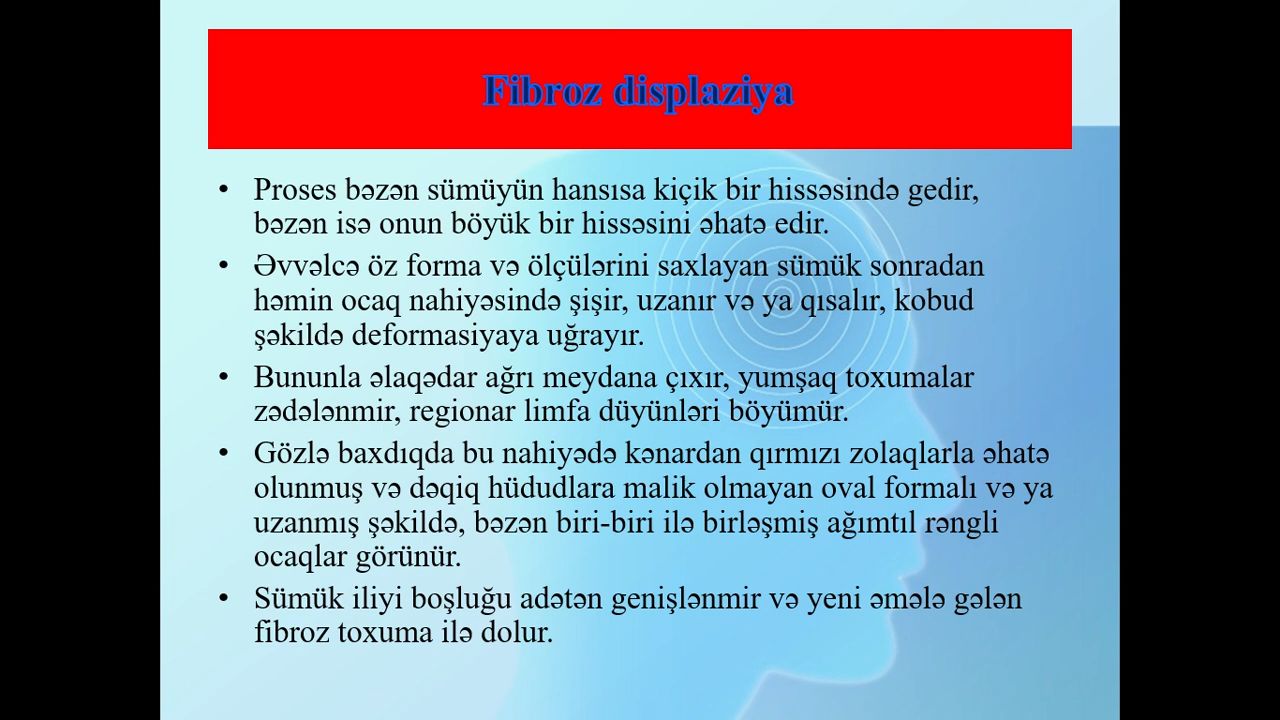 Fibroz displaziya
• Proses bəzən sümüyün hansısa kiçik bir hissəsində gedir,
bəzən isə onun böyük bir hissəsini əhatə edir.
• Əvvəlcə öz forma və ölçülərini saxlayan sümük sonradan
həmin ocaq nahiyəsində şişir, uzanır və ya qısalır, kobud
şəkildə deformasiyaya uğrayır.
• Bununla əlaqədar ağrı meydana çıxır, yumşaq toxumalar
zədələnmir, regionar limfa düyünləri böyümür.
• Gözlə baxdıqda bu nahiyədə kənardan qırmızı zolaqlarla əhatə
olunmuş və dəqiq hüdudlara malik olmayan oval formalı və ya
uzanmış şəkildə, bəzən biri-biri ilə birləşmiş ağımtıl rəngli
ocaqlar görünür.
• Sümük iliyi boşluğu adətən genişlənmir və yeni əmələ gələn
fibroz toxuma ilə dolur.